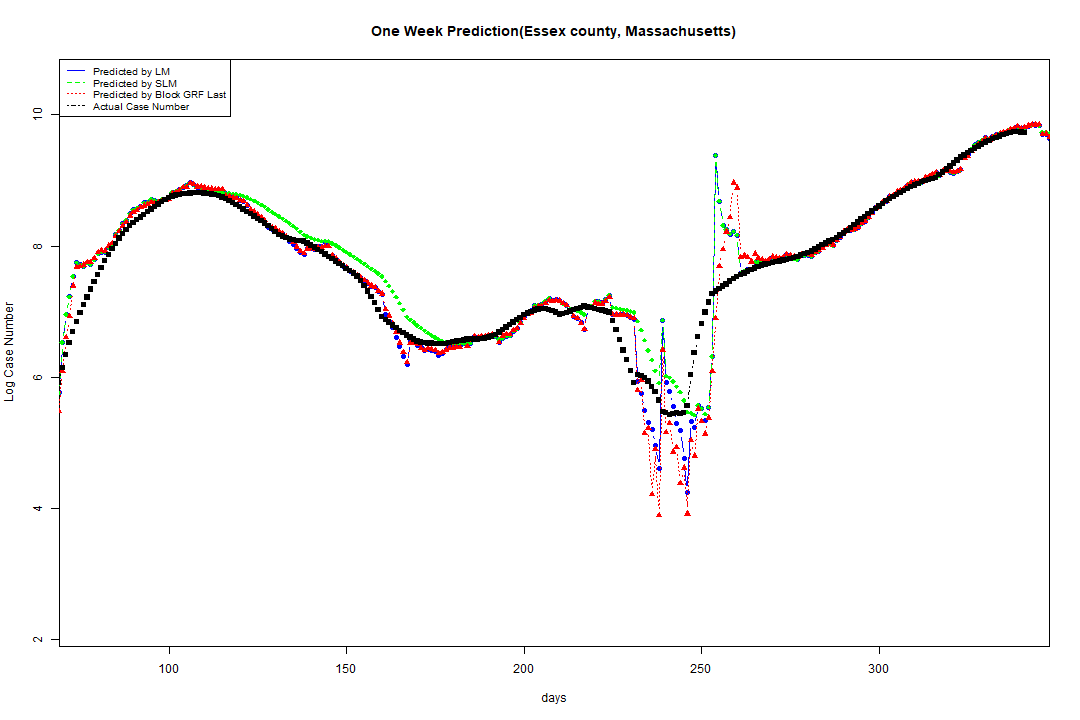 One Week Prediction(Essex county, Massachusetts)
Predicted by LM
Predicted by SLM
Predicted by Block GRF Last
Actual Case Number
Log Case Number
10
8
6
4
2
100 150 200 250 300
days